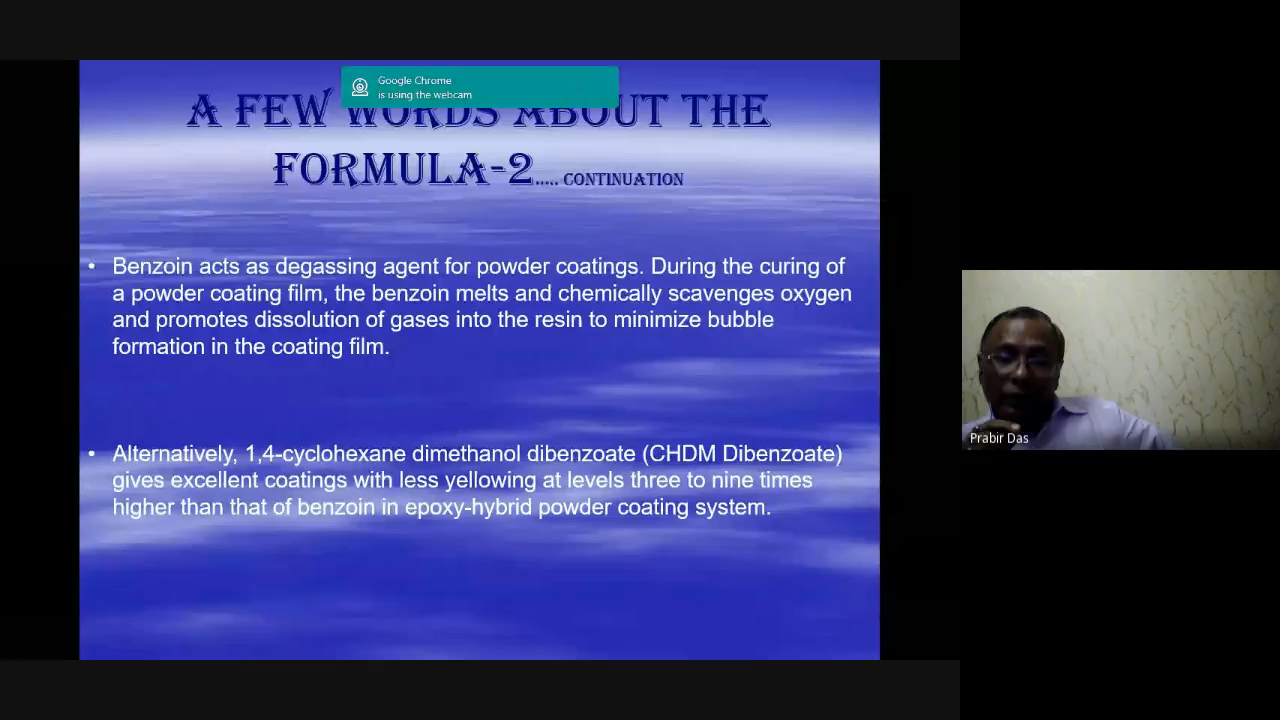 Google Chrome
is using the webcam
A FEW WORDS ABOUT THE
FORMULA-2..... CONTINUATION
• Benzoin acts as degassing agent for powder coatings. During the curing of
a powder coating film, the benzoin melts and chemically scavenges oxygen
and promotes dissolution of gases into the resin to minimize bubble
formation in the coating film.
• Alternatively, 1,4-cyclohexane dimethanol dibenzoate (CHDM Dibenzoate)
gives excellent coatings with less yellowing at levels three to nine times
higher than that of benzoin in epoxy-hybrid powder coating system.
Prabir Das